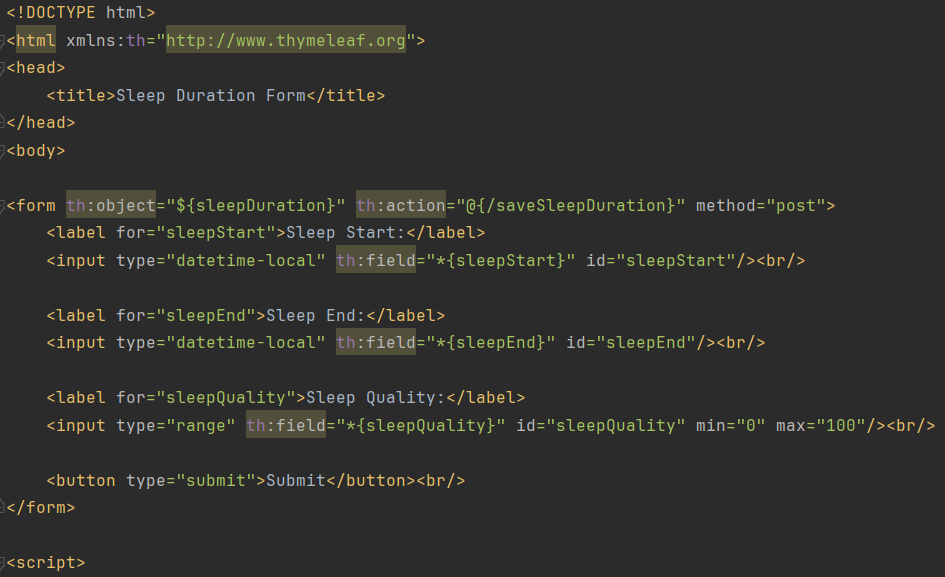 <!DOCTYPE html>
<html xmlns:th="http://www.thymeleaf.org">
<head>
    <title>Sleep Duration Form</title>
</head>
<body>

<form th:object="${sleepDuration}" th:action="@{/saveSleepDuration}" method="post">
    <label for="sleepStart">Sleep Start:</label>
    <input type="datetime-local" th:field="*{sleepStart}" id="sleepStart"/><br/>

    <label for="sleepEnd">Sleep End:</label>
    <input type="datetime-local" th:field="*{sleepEnd}" id="sleepEnd"/><br/>

    <label for="sleepQuality">Sleep Quality:</label>
    <input type="range" th:field="*{sleepQuality}" id="sleepQuality" min="0" max="100"/><br/>

    <button type="submit">Submit</button><br/>
</form>

<script>